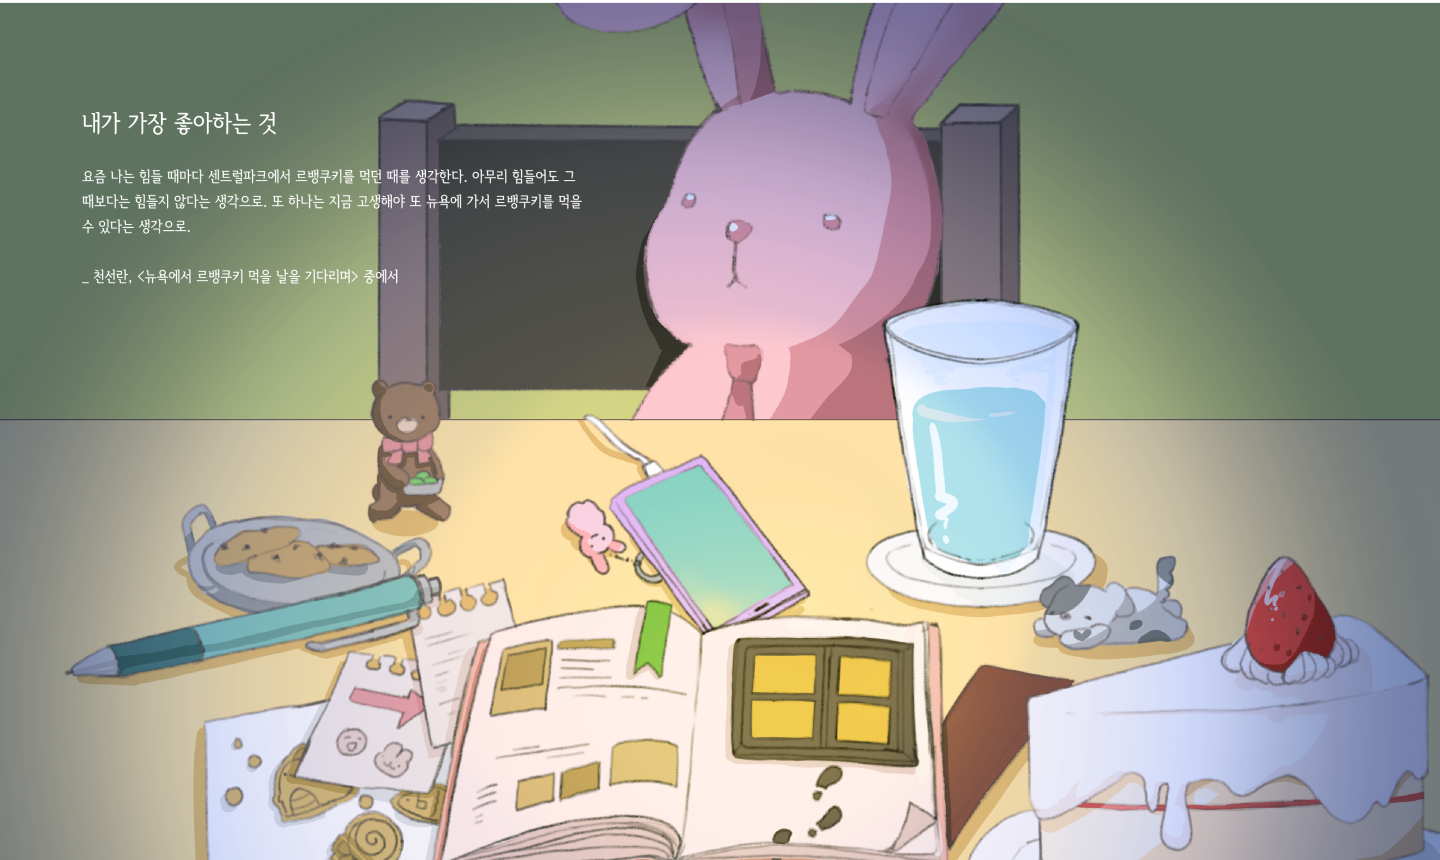 내가 가장 좋아하는 것
요즘 나는 힘들 때마다 센트럴파크에서 르뱅쿠키를 먹던 때를 생각한다. 아무리 힘들어도 그
때보다는 힘들지 않다는 생각으로. 또 하나는 지금 고생해야 또 뉴욕에 가서 르뱅쿠키를 먹을
수 있다는 생각으로.
_ 천선란, <뉴욕에서 르뱅쿠키 먹을 날을 기다리며> 중에서